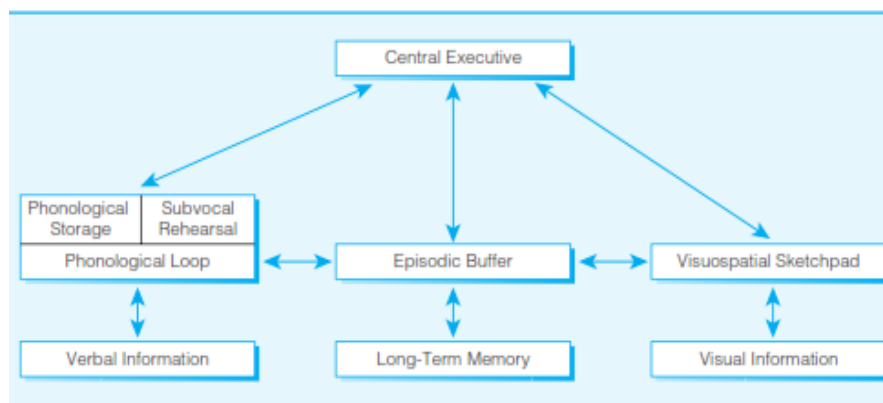 Central Executive
Phonological
Storage
Subvocal
Rehearsal
Phonological Loop
Episodic Buffer
Visuospatial Sketchpad
Verbal Information
Long-Term Memory
Visual Information